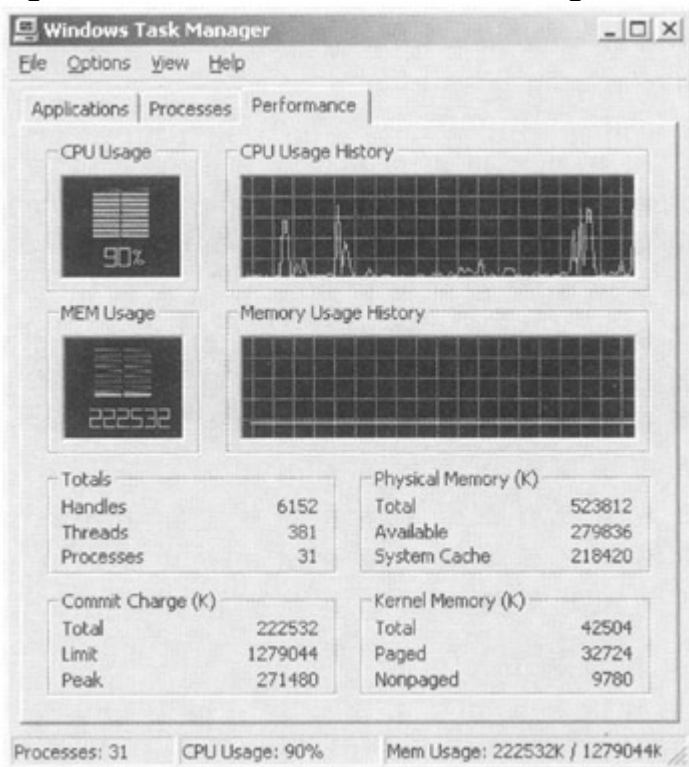 Windows Task Manager
File Options View Help
Applications Processes Performance
CPU Usage
CPU Usage History
90%
MEM Usage
Memory Usage History
222532
Totals
Handles 6152
Threads 381
Processes 31
Physical Memory (K)
Total 523812
Available 279836
System Cache 218420
Commit Charge (K)
Total 222532
Limit 1279044
Peak 271480
Kernel Memory (K)
Total 42504
Paged 32724
Nonpaged 9780
Processes: 31 CPU Usage: 90% Mem Usage: 222532K / 1279044K